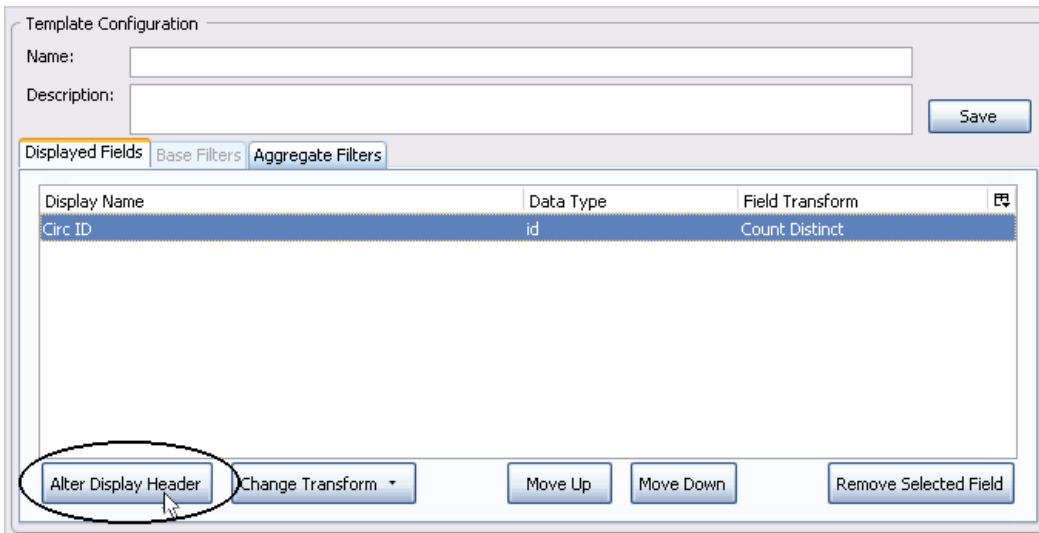 Template Configuration
Name:
Description:
Save
Displayed Fields Base Filters Aggregate Filters
Display Name Data Type Field Transform
Circ ID id Count Distinct
Alter Display Header Change Transform Move Up Move Down Remove Selected Field